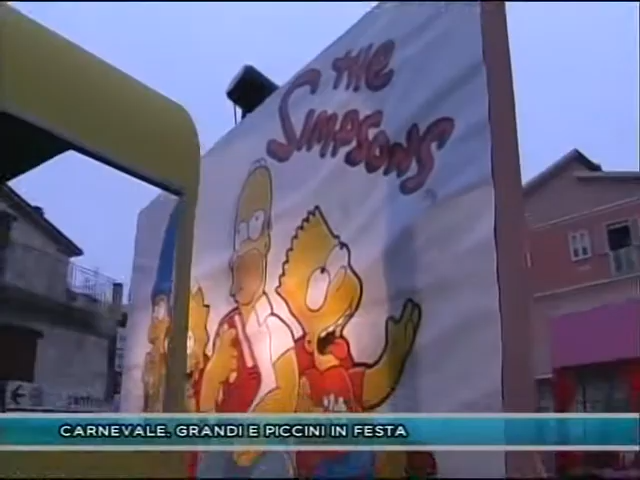 THE
SIMPSONS
CARNEVALE, GRANDI E PICCINI IN FESTA